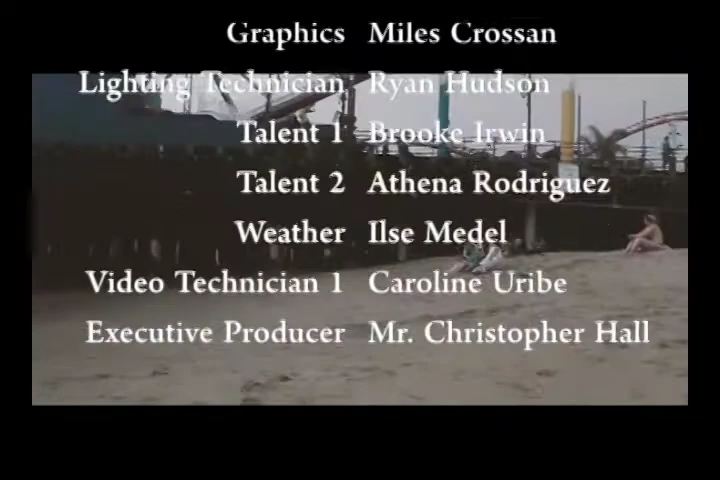 Graphics Miles Crossan
Lighting Technician Ryan Hudson
Talent 1 Brooke Irwin
Talent 2 Athena Rodriguez
Weather Ilse Medel
Video Technician 1 Caroline Uribe
Executive Producer Mr. Christopher Hall